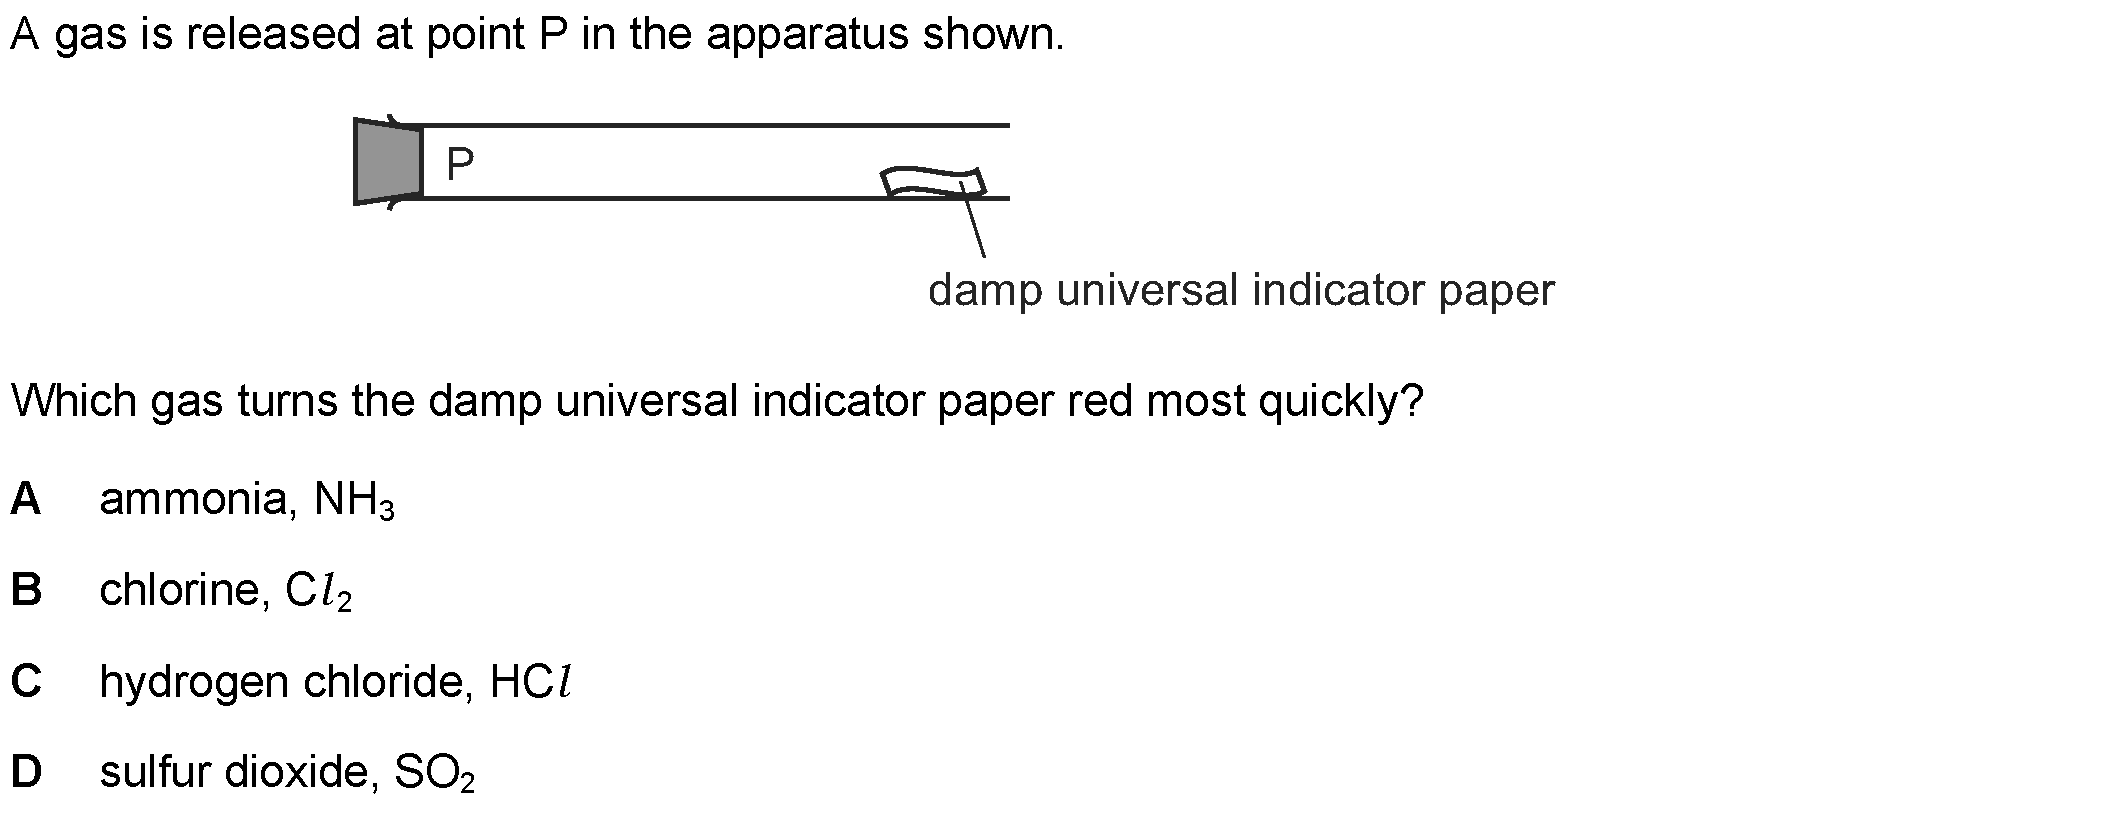 A gas is released at point P in the apparatus shown.
P
damp universal indicator paper
Which gas turns the damp universal indicator paper red most quickly?
A ammonia, NH₃
B chlorine, Cl₂
C hydrogen chloride, HCl
D sulfur dioxide, SO₂